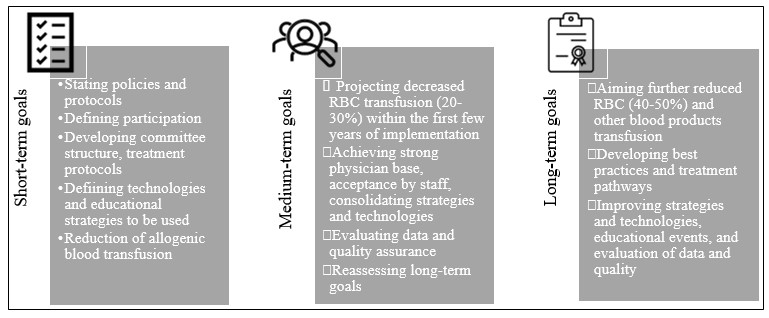 Short-term goals
•Stating policies and
protocols
•Defining participation
•Developing committee
structure, treatment
protocols
•Defiining technologies
and educational
strategies to be used
•Reduction of allogenic
blood transfusion
Medium-term goals
▯ Projecting decreased
RBC transfusion (20-
30%) within the first few
years of implementation
▯Achieving strong
physician base,
acceptance by staff,
consolidating strategies
and technologies
▯Evaluating data and
quality assurance
▯Reassessing long-term
goals
Long-term goals
▯Aiming further reduced
RBC (40-50%) and
other blood products
transfusion
▯Developing best
practices and treatment
pathways
▯Improving strategies
and technologies,
educational events, and
evaluation of data and
quality